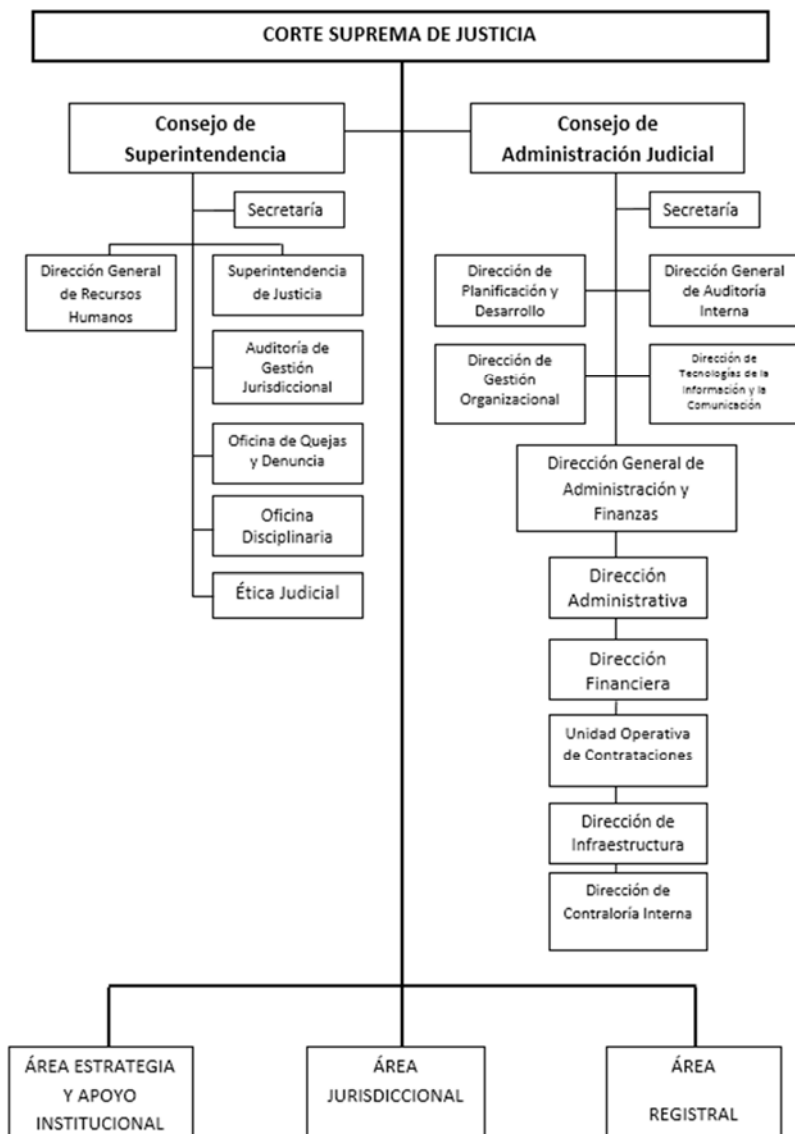 CORTE SUPREMA DE JUSTICIA
Consejo de
Superintendencia
Secretaría
Dirección General
de Recursos
Humanos
Superintendencia
de Justicia
Auditoría de
Gestión
Jurisdiccional
Oficina de Quejas
y Denuncia
Oficina
Disciplinaria
Ética Judicial
Consejo de
Administración Judicial
Secretaría
Dirección de
Planificación y
Desarrollo
Dirección General
de Auditoría
Interna
Dirección de
Gestión
Organizacional
Dirección de
Tecnologías de la
Información y la
Comunicación
Dirección General de
Administración y
Finanzas
Dirección
Administrativa
Dirección
Financiera
Unidad Operativa
de Contrataciones
Dirección de
Infraestructura
Dirección de
Contraloría Interna
ÁREA ESTRATEGIA
Y APOYO
INSTITUCIONAL
ÁREA
JURISDICCIONAL
ÁREA
REGISTRAL